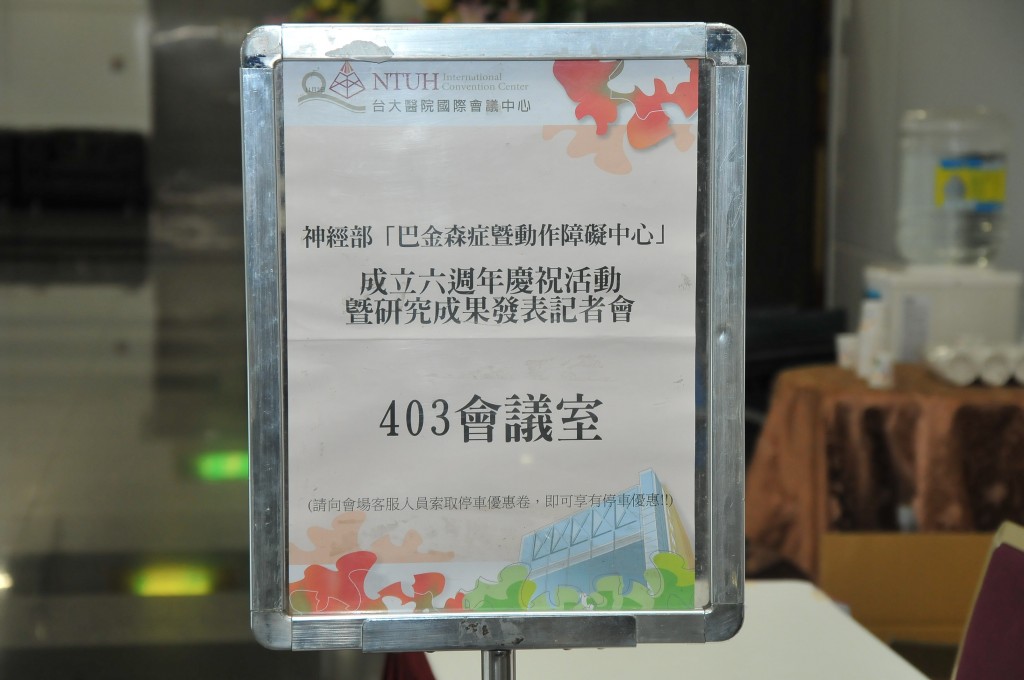 NTUH International
Convention Center
台大醫院國際會議中心
神經部「巴金森症暨動作障礙中心」
成立六週年慶祝活動
暨研究成果發表記者會
403會議室
(請向會場客服人員索取停車優惠卷，即可享有停車優惠!!)